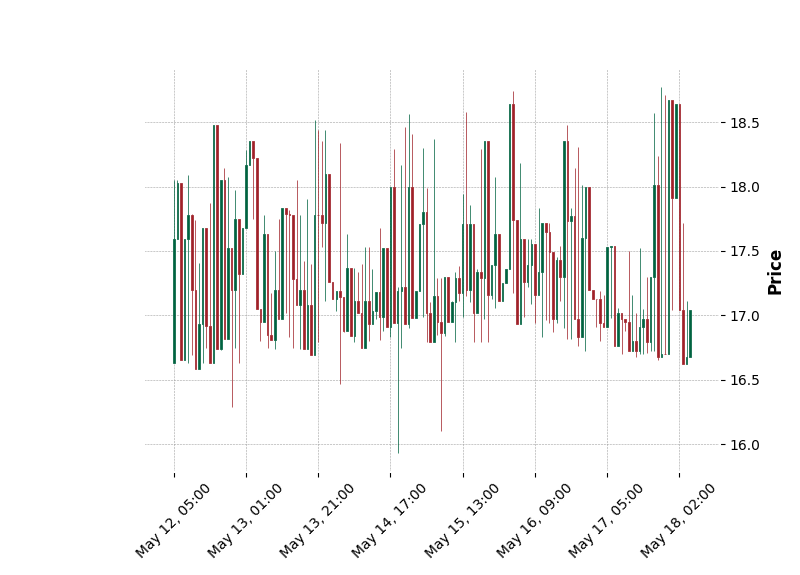 18.5
18.0
17.5
17.0
16.5
16.0
Price
May 12, 05:00
May 13, 01:00
May 13, 21:00
May 14, 17:00
May 15, 13:00
May 16, 09:00
May 17, 05:00
May 18, 02:00